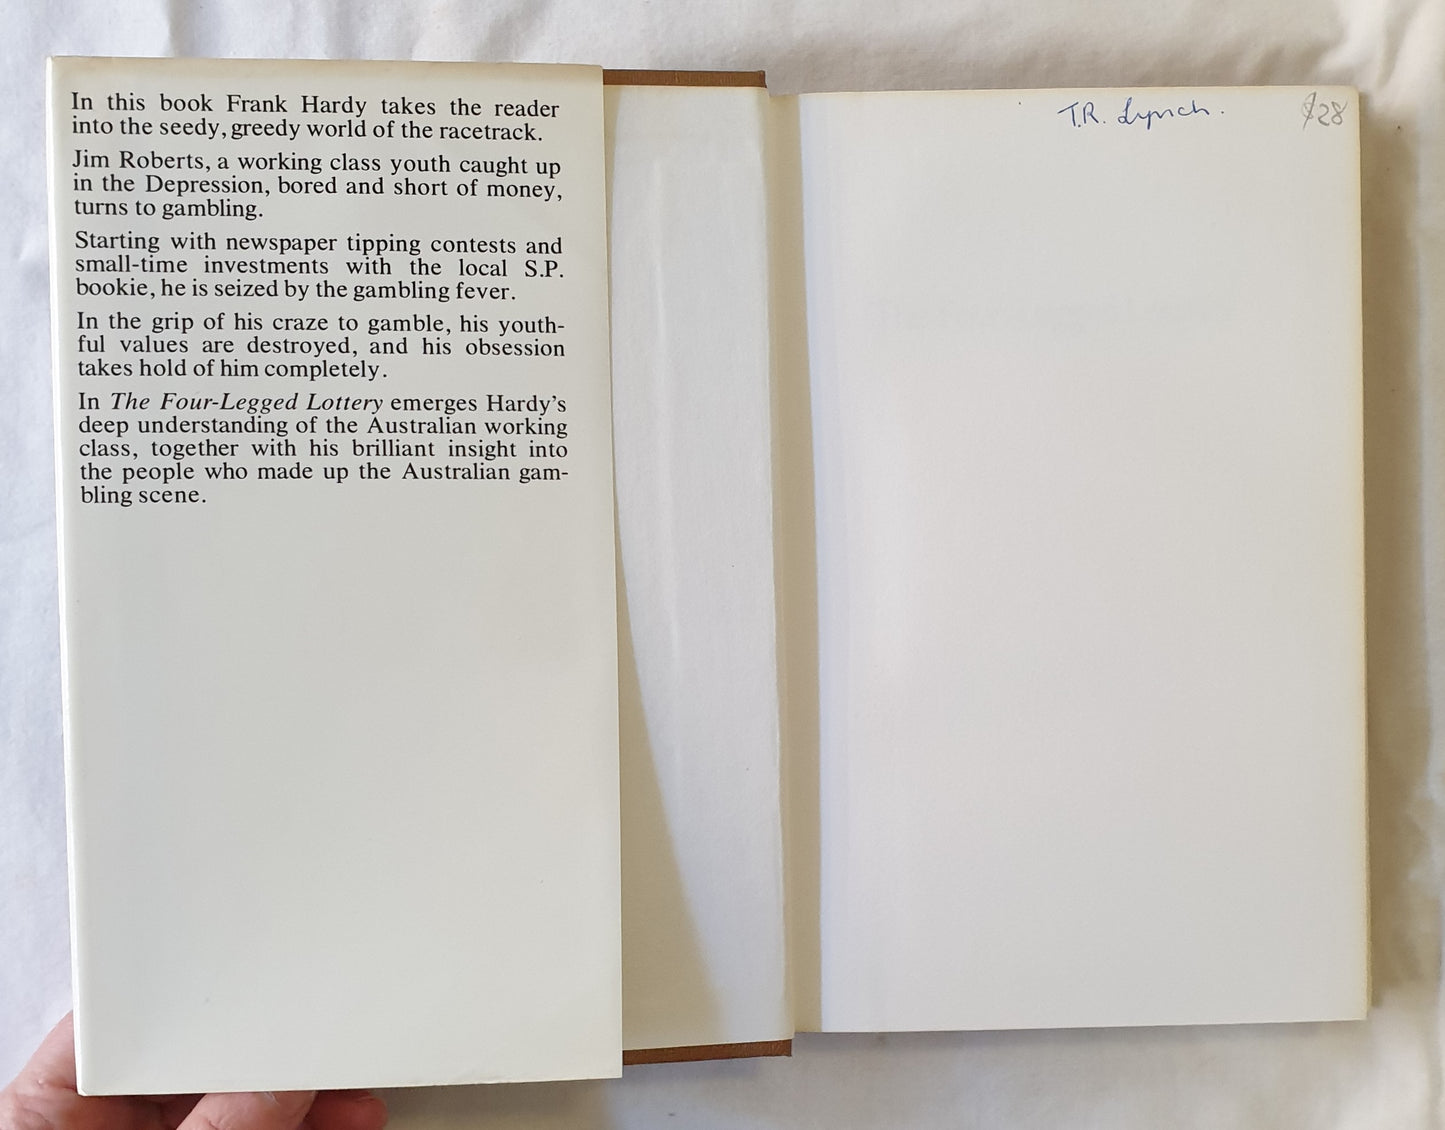 In this book Frank Hardy takes the reader
into the seedy, greedy world of the racetrack.
Jim Roberts, a working class youth caught up
in the Depression, bored and short of money,
turns to gambling.
Starting with newspaper tipping contests and
small-time investments with the local S.P.
bookie, he is seized by the gambling fever.
In the grip of his craze to gamble, his youth-
ful values are destroyed, and his obsession
takes hold of him completely.
In The Four-Legged Lottery emerges Hardy's
deep understanding of the Australian working
class, together with his brilliant insight into
the people who made up the Australian gam-
bling scene.
T.R. Lynch.
$28